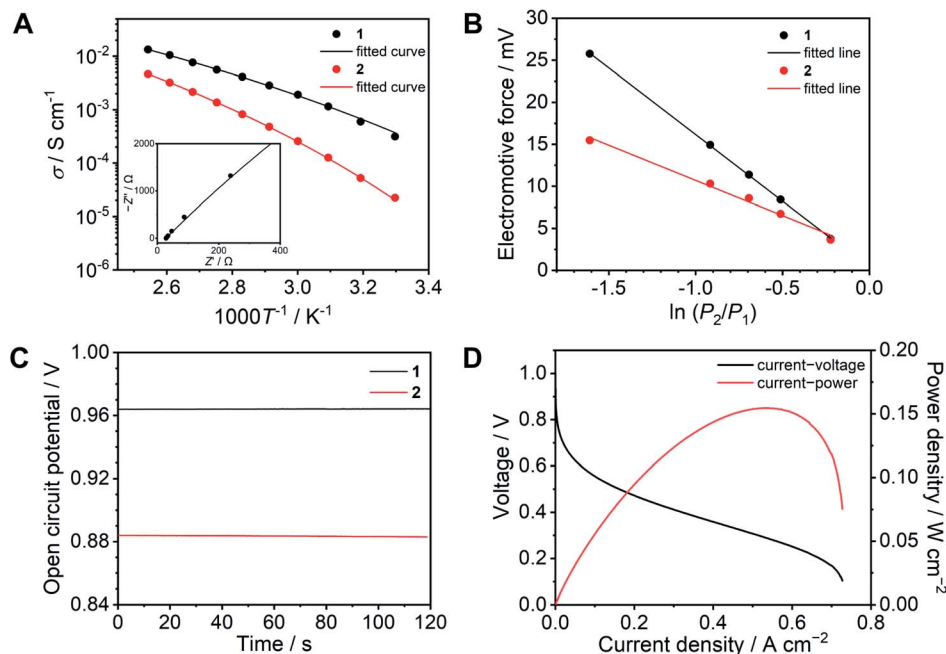 A
1
fitted curve
2
fitted curve
10⁻²
10⁻³
10⁻⁴
10⁻⁵
10⁻⁶
σ / S cm⁻¹
2000
1000
0
−Z'' / Ω
0 200 400
Z' / Ω
2.6 2.8 3.0 3.2 3.4
1000T⁻¹ / K⁻¹
B
1
fitted line
2
fitted line
30
25
20
15
10
5
0
Electromotive force / mV
-1.5 -1.0 -0.5 0.0
ln (P₂/P₁)
C
1
2
1.00
0.96
0.92
0.88
0.84
Open circuit potential / V
0 20 40 60 80 100 120
Time / s
D
current−voltage
current−power
1.0
0.8
0.6
0.4
0.2
0.0
Voltage / V
0.20
0.15
0.10
0.05
0.00
Power densitry / W cm⁻²
0.0 0.2 0.4 0.6 0.8
Current density / A cm⁻²